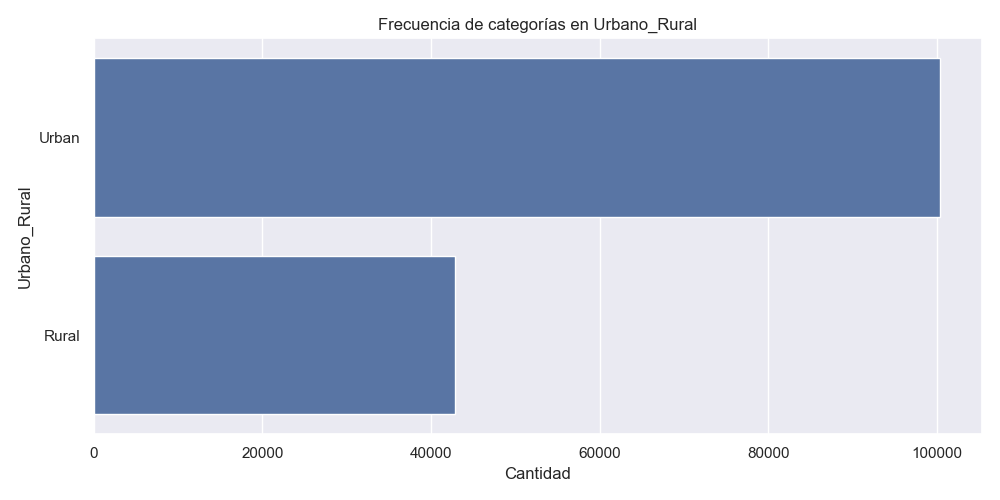 Frecuencia de categorías en Urbano_Rural
Urbano_Rural
Urban
Rural
0 20000 40000 60000 80000 100000
Cantidad